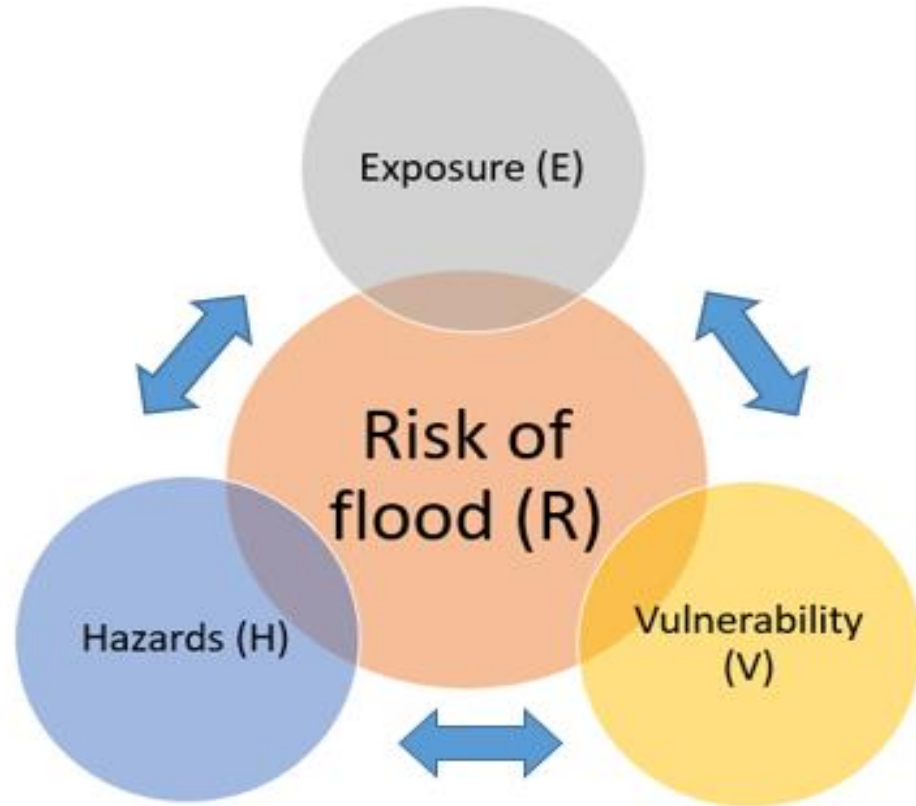 Exposure (E)
Risk of
flood (R)
Hazards (H)
Vulnerability
(V)